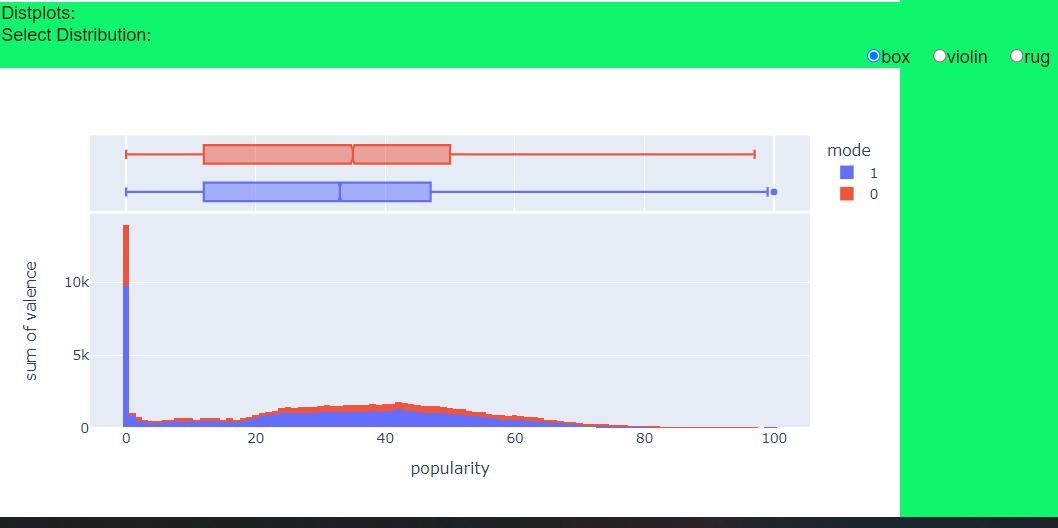 Distplots:
Select Distribution:
box violin rug
mode
1
0
sum of valence
10k
5k
0
0 20 40 60 80 100
popularity